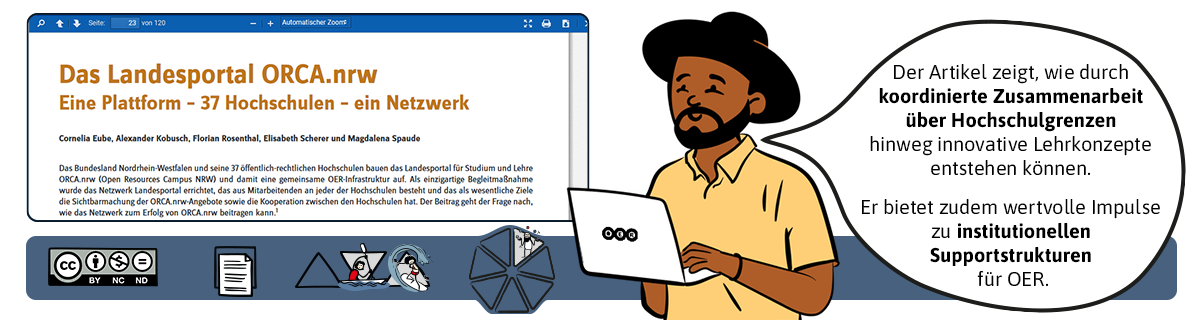 Seite: 23 von 120 Automatischer Zoom
Das Landesportal ORCA.nrw
Eine Plattform – 37 Hochschulen – ein Netzwerk
Cornelia Eube, Alexander Kobusch, Florian Rosenthal, Elisabeth Scherer und Magdalena Spaude
Das Bundesland Nordrhein-Westfalen und seine 37 öffentlich-rechtlichen Hochschulen bauen das Landesportal für Studium und Lehre
ORCA.nrw (Open Resources Campus NRW) und damit eine gemeinsame OER-Infrastruktur auf. Als einzigartige Begleitmaßnahme
wurde das Netzwerk Landesportal errichtet, das aus Mitarbeitenden an jeder der Hochschulen besteht und das als wesentliche Ziele
die Sichtbarmachung der ORCA.nrw-Angebote sowie die Kooperation zwischen den Hochschulen hat. Der Beitrag geht der Frage nach,
wie das Netzwerk zum Erfolg von ORCA.nrw beitragen kann.¹
Der Artikel zeigt, wie durch
koordinierte Zusammenarbeit
über Hochschulgrenzen
hinweg innovative Lehrkonzepte
entstehen können.
Er bietet zudem wertvolle Impulse
zu institutionellen
Supportstrukturen
für OER.
OER
cc
BY NC ND